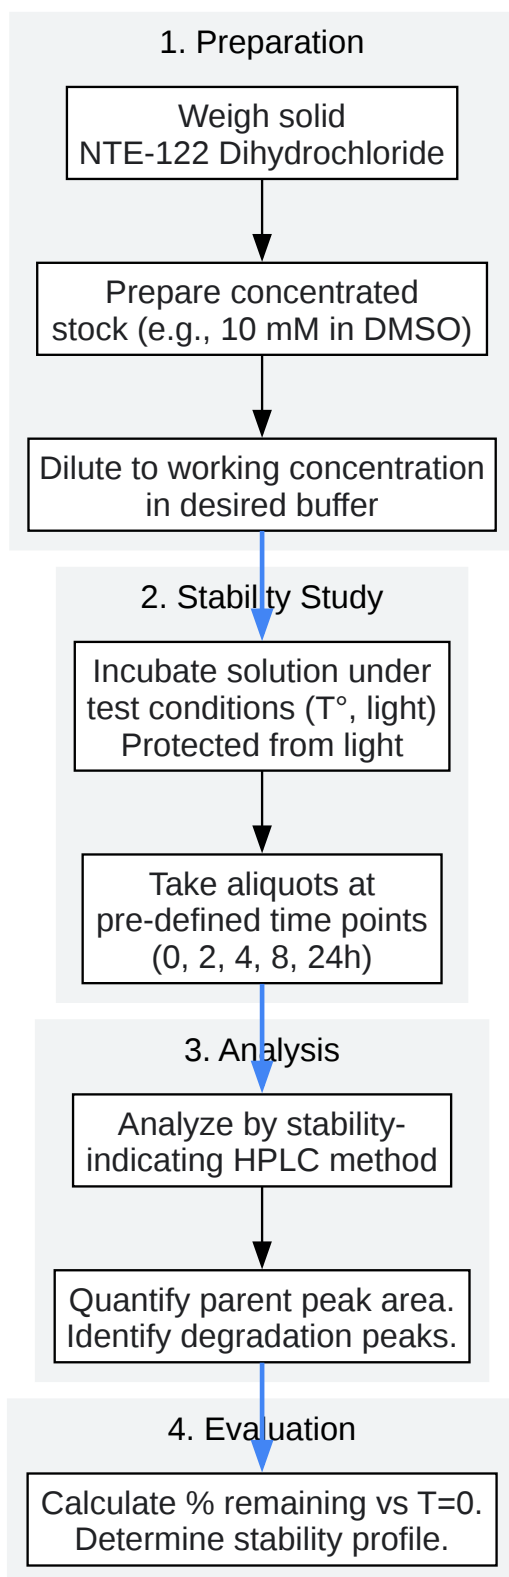 1. Preparation
Weigh solid
NTE-122 Dihydrochloride
Prepare concentrated
stock (e.g., 10 mM in DMSO)
Dilute to working concentration
in desired buffer
2. Stability Study
Incubate solution under
test conditions (T°, light)
Protected from light
Take aliquots at
pre-defined time points
(0, 2, 4, 8, 24h)
3. Analysis
Analyze by stability-
indicating HPLC method
Quantify parent peak area.
Identify degradation peaks.
4. Evaluation
Calculate % remaining vs T=0.
Determine stability profile.